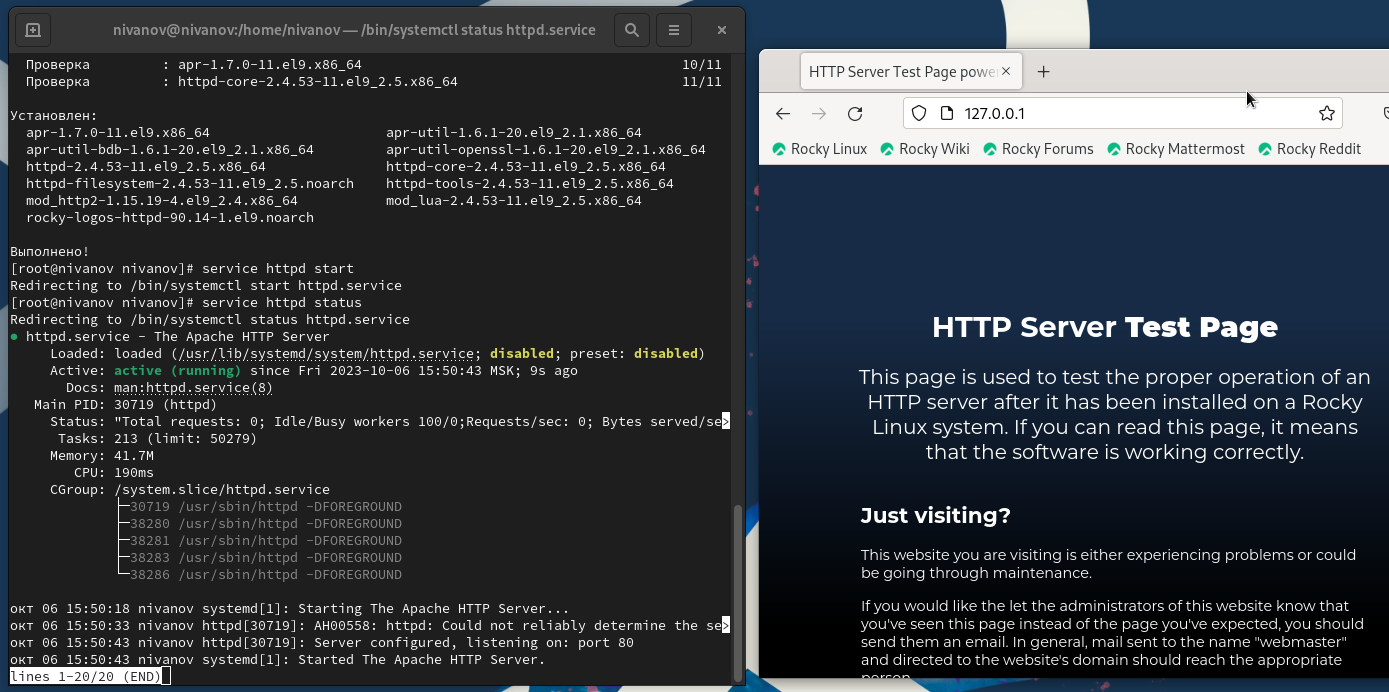 nivanov@nivanov:/home/nivanov — /bin/systemctl status httpd.service
Проверка : apr-1.7.0-11.el9.x86_64 10/11
Проверка : httpd-core-2.4.53-11.el9_2.5.x86_64 11/11
Установлен:
apr-1.7.0-11.el9.x86_64 apr-util-1.6.1-20.el9_2.1.x86_64
apr-util-bdb-1.6.1-20.el9_2.1.x86_64 apr-util-openssl-1.6.1-20.el9_2.1.x86_64
httpd-2.4.53-11.el9_2.5.x86_64 httpd-core-2.4.53-11.el9_2.5.x86_64
httpd-filesystem-2.4.53-11.el9_2.5.noarch httpd-tools-2.4.53-11.el9_2.5.x86_64
mod_http2-1.15.19-4.el9_2.4.x86_64 mod_lua-2.4.53-11.el9_2.5.x86_64
rocky-logos-httpd-90.14-1.el9.noarch
Выполнено!
[root@nivanov nivanov]# service httpd start
Redirecting to /bin/systemctl start httpd.service
[root@nivanov nivanov]# service httpd status
Redirecting to /bin/systemctl status httpd.service
● httpd.service - The Apache HTTP Server
Loaded: loaded (/usr/lib/systemd/system/httpd.service; disabled; preset: disabled)
Active: active (running) since Fri 2023-10-06 15:50:43 MSK; 9s ago
Docs: man:httpd.service(8)
Main PID: 30719 (httpd)
Status: "Total requests: 0; Idle/Busy workers 100/0;Requests/sec: 0; Bytes served/se>
Tasks: 213 (limit: 50279)
Memory: 41.7M
CPU: 190ms
CGroup: /system.slice/httpd.service
├─30719 /usr/sbin/httpd -DFOREGROUND
├─38280 /usr/sbin/httpd -DFOREGROUND
├─38281 /usr/sbin/httpd -DFOREGROUND
├─38283 /usr/sbin/httpd -DFOREGROUND
└─38286 /usr/sbin/httpd -DFOREGROUND
окт 06 15:50:18 nivanov systemd[1]: Starting The Apache HTTP Server...
окт 06 15:50:33 nivanov httpd[30719]: AH00558: httpd: Could not reliably determine the se>
окт 06 15:50:43 nivanov httpd[30719]: Server configured, listening on: port 80
окт 06 15:50:43 nivanov systemd[1]: Started The Apache HTTP Server.
lines 1-20/20 (END)
HTTP Server Test Page powe
127.0.0.1
Rocky Linux Rocky Wiki Rocky Forums Rocky Mattermost Rocky Reddit
HTTP Server Test Page
This page is used to test the proper operation of an
HTTP server after it has been installed on a Rocky
Linux system. If you can read this page, it means
that the software is working correctly.
Just visiting?
This website you are visiting is either experiencing problems or could
be going through maintenance.
If you would like the let the administrators of this website know that
you've seen this page instead of the page you've expected, you should
send them an email. In general, mail sent to the name "webmaster"
and directed to the website's domain should reach the appropriate
person.